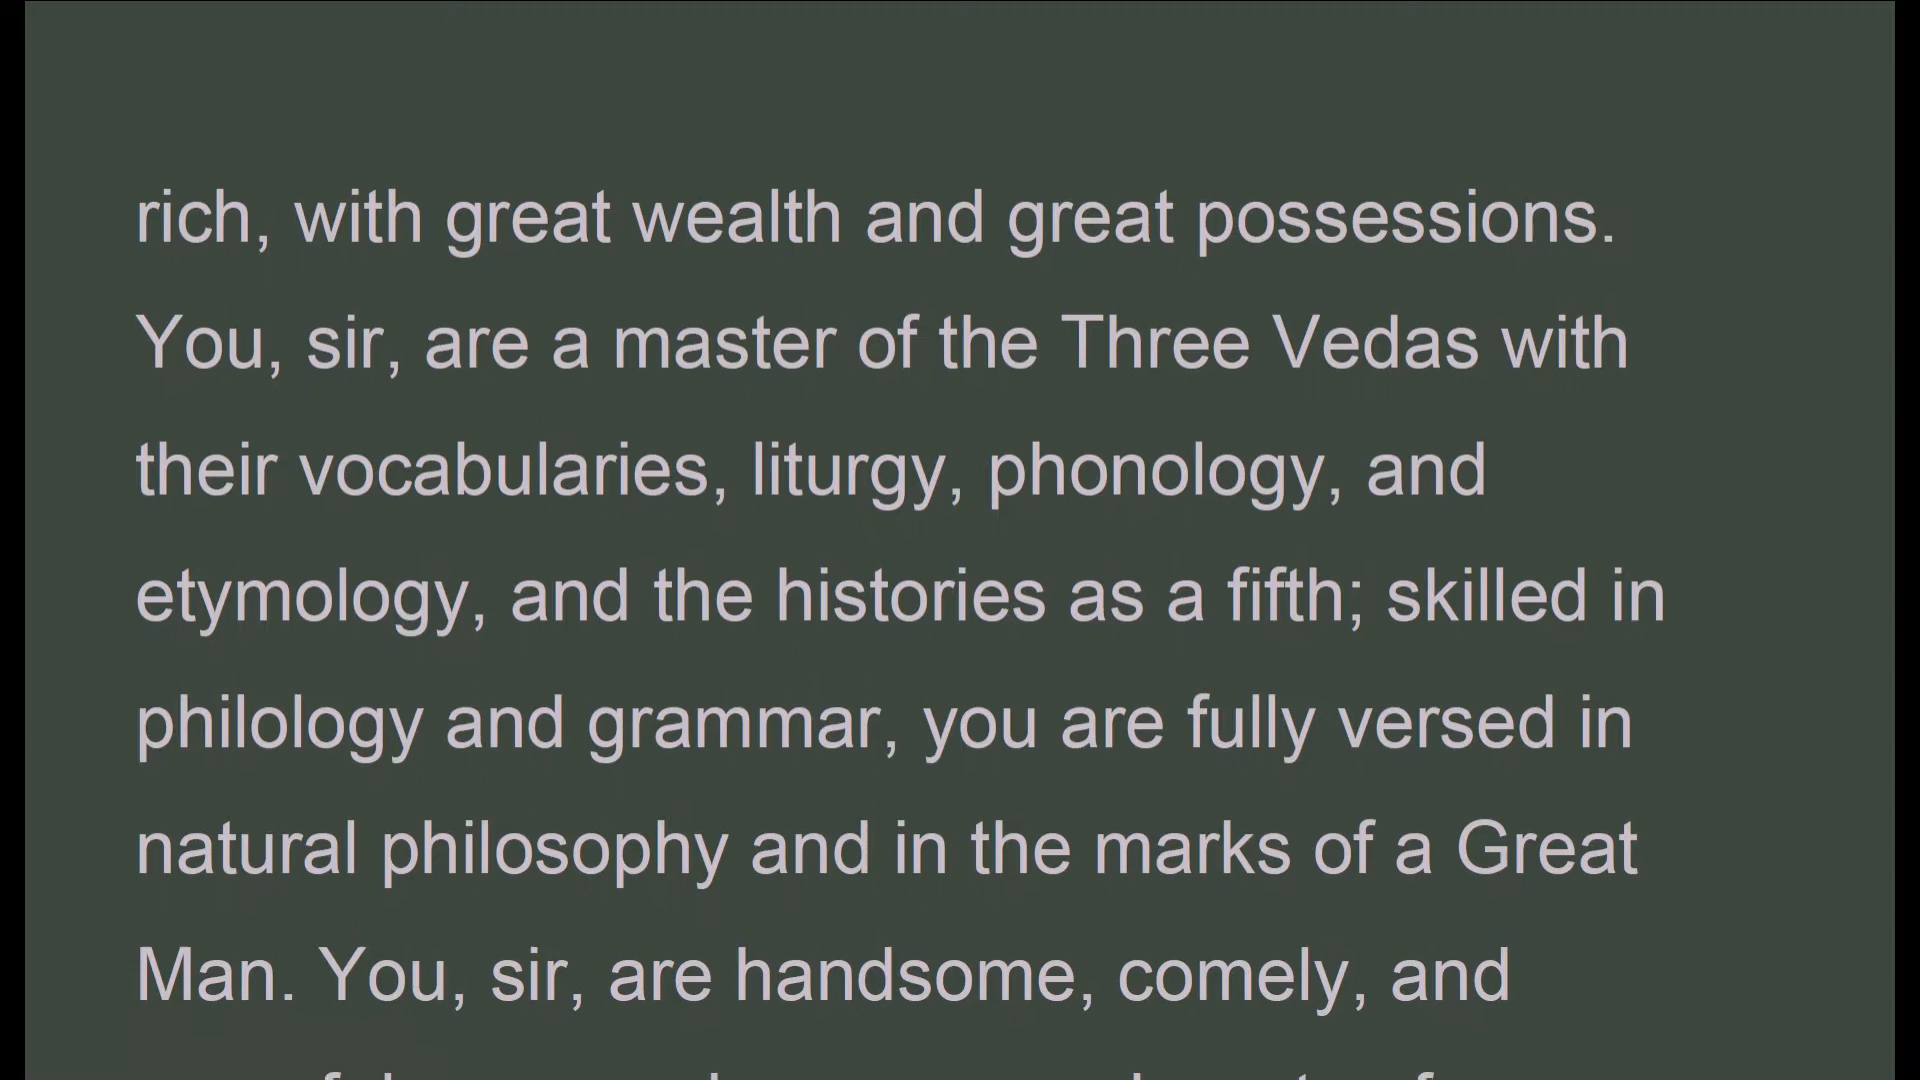 rich, with great wealth and great possessions.
You, sir, are a master of the Three Vedas with
their vocabularies, liturgy, phonology, and
etymology, and the histories as a fifth; skilled in
philology and grammar, you are fully versed in
natural philosophy and in the marks of a Great
Man. You, sir, are handsome, comely, and